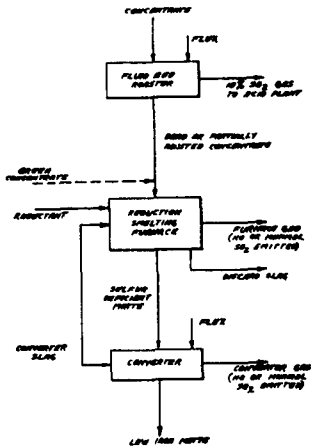 CONCENTRATE
FLUX
FLUID BED
ROASTER
10% SO2 GAS
TO ACID PLANT
DEAD OR PARTIALLY
ROASTED CONCENTRATE
GREEN
CONCENTRATE
REDUCTANT
REDUCTION
SMELTING
FURNACE
FURNACE GAS
(NO OR MINIMAL
SO2 EMITTED)
DISCARD SLAG
SULFUR
DEFICIENT
MATTE
FLUX
CONVERTER
SLAG
CONVERTER
CONVERTER GAS
(NO OR MINIMAL
SO2 EMITTED)
LOW IRON MATTE